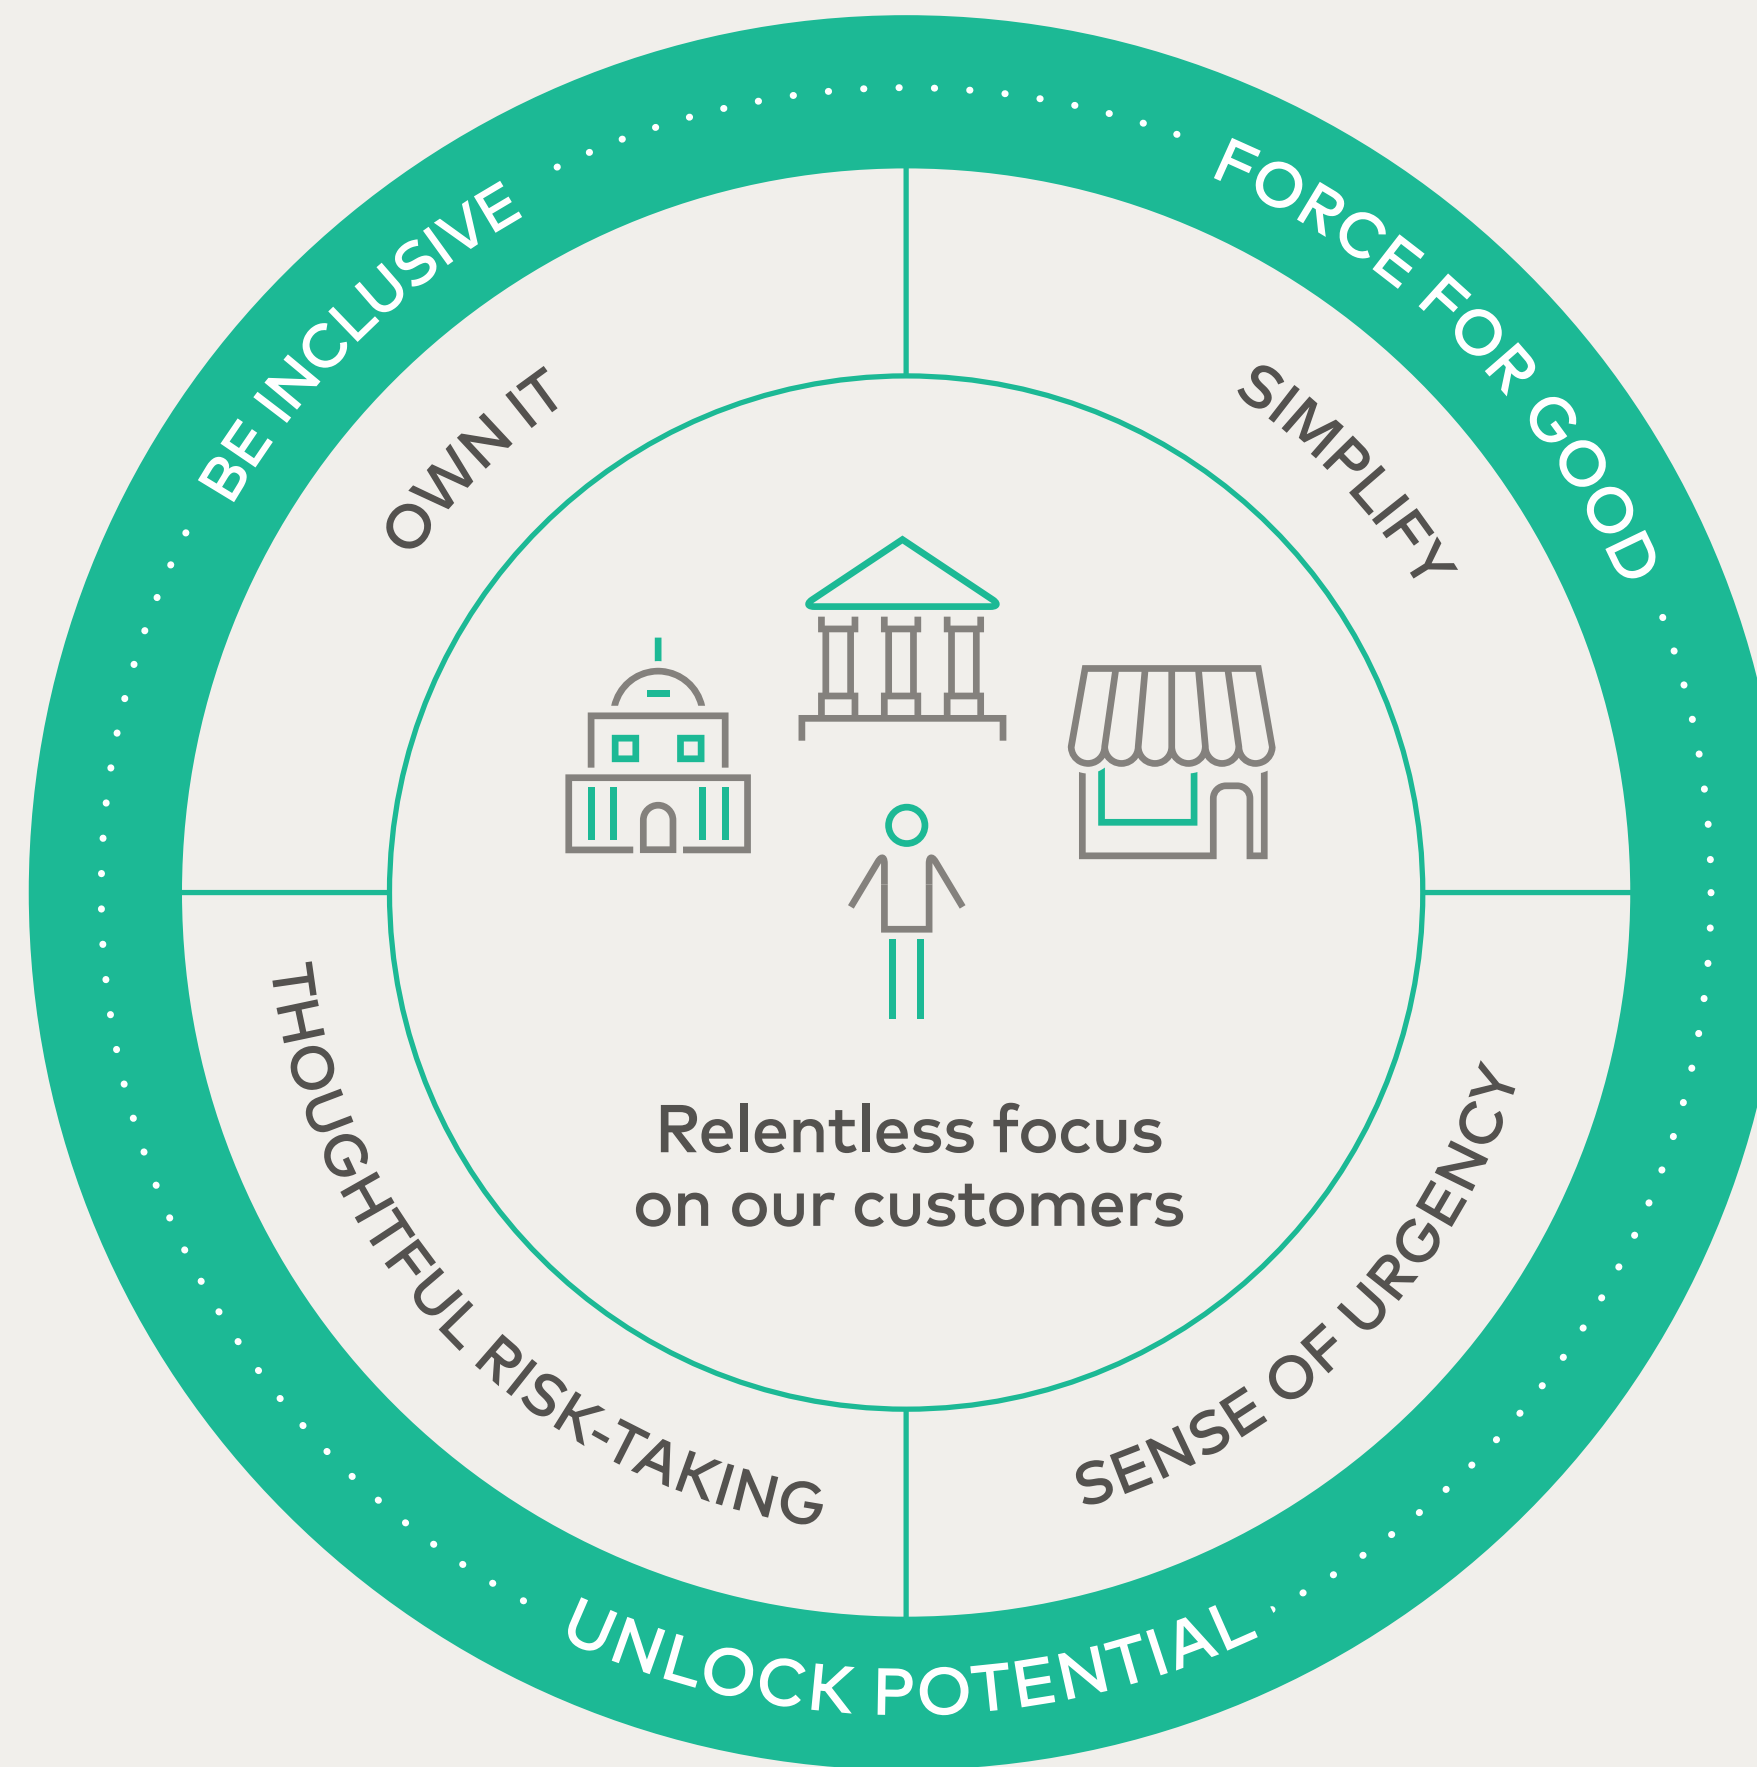 BE INCLUSIVE
FORCE FOR GOOD
OWN IT
SIMPLIFY
Relentless focus
on our customers
THOUGHTFUL RISK-TAKING
SENSE OF URGENCY
UNLOCK POTENTIAL